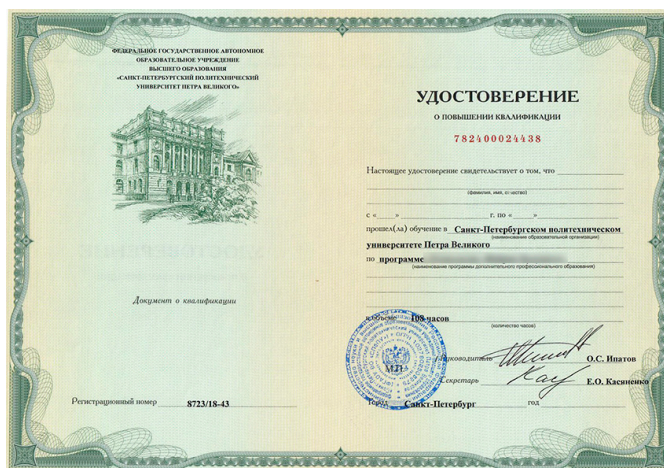 ФЕДЕРАЛЬНОЕ ГОСУДАРСТВЕННОЕ АВТОНОМНОЕ
ОБРАЗОВАТЕЛЬНОЕ УЧРЕЖДЕНИЕ
ВЫСШЕГО ОБРАЗОВАНИЯ
«САНКТ-ПЕТЕРБУРГСКИЙ ПОЛИТЕХНИЧЕСКИЙ
УНИВЕРСИТЕТ ПЕТРА ВЕЛИКОГО»
Документ о квалификации
Регистрационный номер 8723/18-43
УДОСТОВЕРЕНИЕ
О ПОВЫШЕНИИ КВАЛИФИКАЦИИ
782400024438
Настоящее удостоверение свидетельствует о том, что
(фамилия, имя,
с « » г. по « »
прошел(ла) обучение в Санкт-Петербургском политехническом
(наименование образовательной организации)
университете Петра Великого
по программе
(наименование программы дополнительного профессионального образования)
108 часов
(количество часов)
Руководитель О.С. Ипатов
М.П.
Секретарь Е.О. Касяненко
Город Санкт-Петербург год